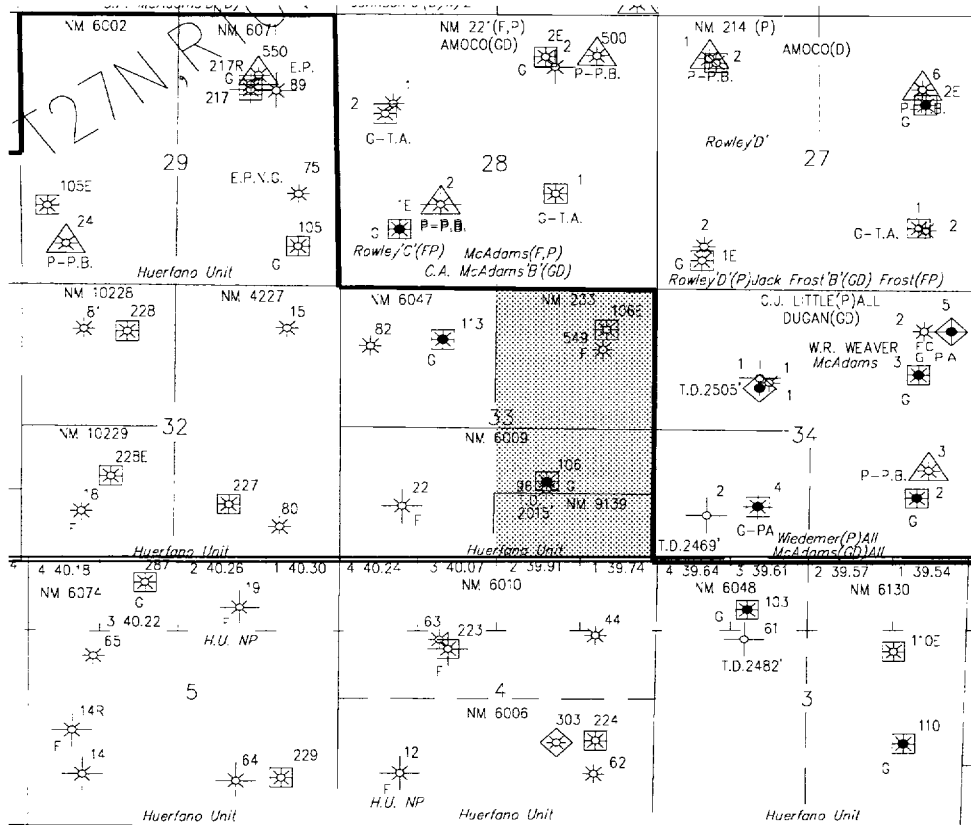 NM 6002
NM 6071
550
217R
E.P.
G
89
217
T27N
29
E.P.N.G.
75
105E
24
P-P.B.
105
G
Huerfano Unit
NM 22 (F,P)
AMOCO(GD)
2E
2
500
G
P-P.B.
1
2
G-T.A.
28
1
G-T.A.
2
1E
P-P.B.
G
Rowley'C'(FP)
McAdams(F,P)
C.A. McAdams'B'(GD)
NM 214 (P)
AMOCO(D)
1
2
P-P.B.
6
2E
P-P.B.
G
Rowley'D'
27
1
G-T.A.
2
2
1E
G
Rowley'D'(P)Jack Frost'B'(GD) Frost(FP)
NM 10228
NM 4227
228
15
32
NM 10229
228E
18
F
227
80
Huerfano Unit
NM 6047
NM 233
106E
82
113
G
549
F
33
NM 6009
106
G
22
F
2015'
NM 9139
Huerfano Unit
C.J. LITTLE(P)ALL
DUGAN(GD)
5
2
W.R. WEAVER
McAdams
FC
G
PA
3
G
1
1
T.D.2505'
1
34
3
P-P.B.
2
4
2
G-PA
G
T.D.2469'
Wiedemer(P)All
McAdams(GD)All
4 40.18
2 40.26
1 40.30
4 40.24
3 40.07
2 39.91
1 39.74
4 39.64
3 39.61
2 39.57
1 39.54
NM 6074
287
G
19
F
3 40.22
H.U. NP
65
5
14R
F
14
64
229
Huerfano Unit
NM 6010
63
223
44
F
4
NM 6006
303
224
12
F
62
H.U. NP
Huerfano Unit
NM 6048
NM 6130
G
61
T.D.2482'
110E
3
110
G
Huerfano Unit